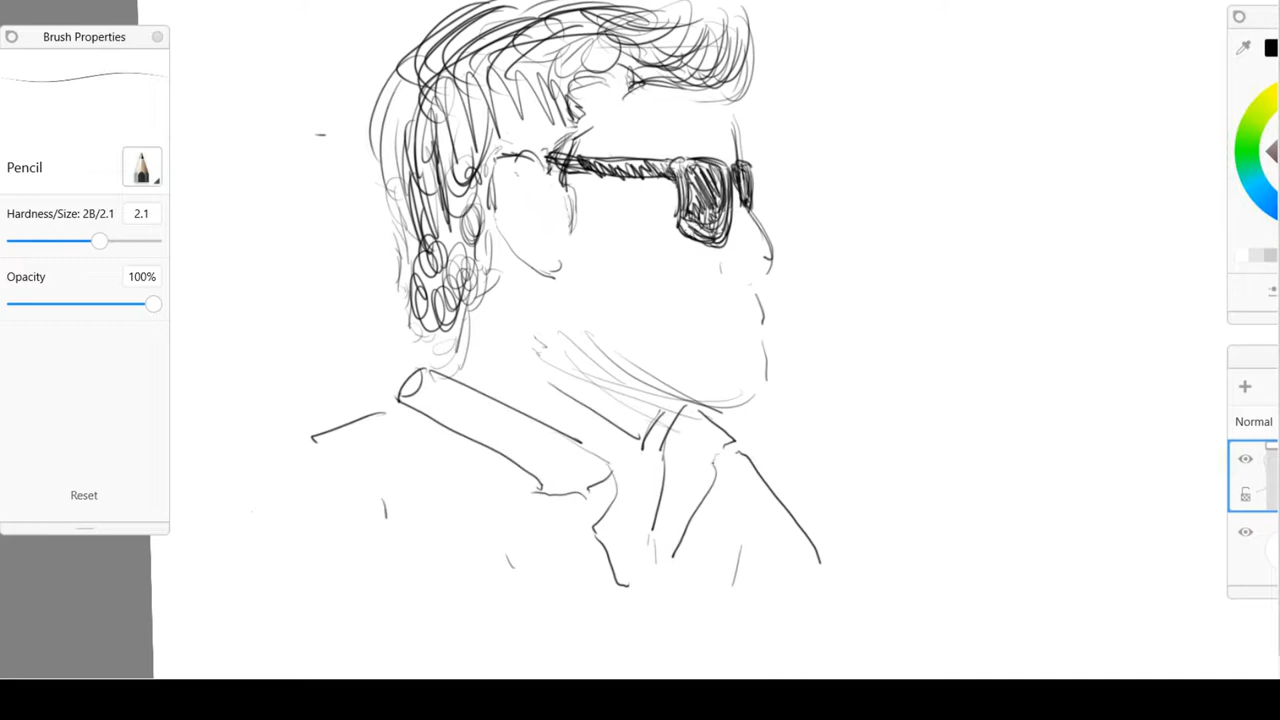 Brush Properties
Pencil
Hardness/Size: 2B/2.1 2.1
Opacity 100%
Reset
Normal